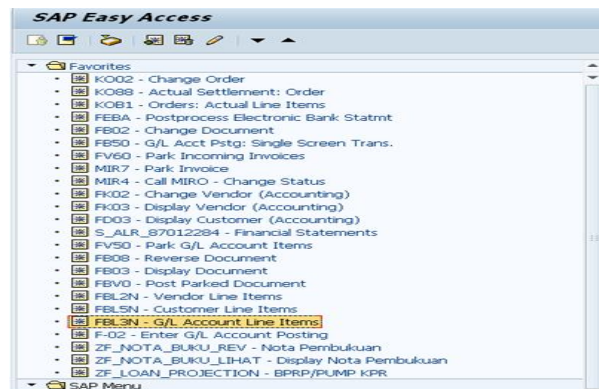 SAP Easy Access
Favorites
KO02 - Change Order
KO88 - Actual Settlement: Order
KOB1 - Orders: Actual Line Items
FEBA - Postprocess Electronic Bank Statmt
FB02 - Change Document
FB50 - G/L Acct Pstg: Single Screen Trans.
FV60 - Park Incoming Invoices
MIR7 - Park Invoice
MIR4 - Call MIRO - Change Status
FK02 - Change Vendor (Accounting)
FK03 - Display Vendor (Accounting)
FD03 - Display Customer (Accounting)
S_ALR_87012284 - Financial Statements
FV50 - Park G/L Account Items
FB08 - Reverse Document
FB03 - Display Document
FBV0 - Post Parked Document
FBL2N - Vendor Line Items
FBL5N - Customer Line Items
FBL3N - G/L Account Line Items
F-02 - Enter G/L Account Posting
ZF_NOTA_BUKU_REV - Nota Pembukuan
ZF_NOTA_BUKU_LIHAT - Display Nota Pembukuan
ZF_LOAN_PROJECTION - BPRP/PUMP KPR
SAP Menu